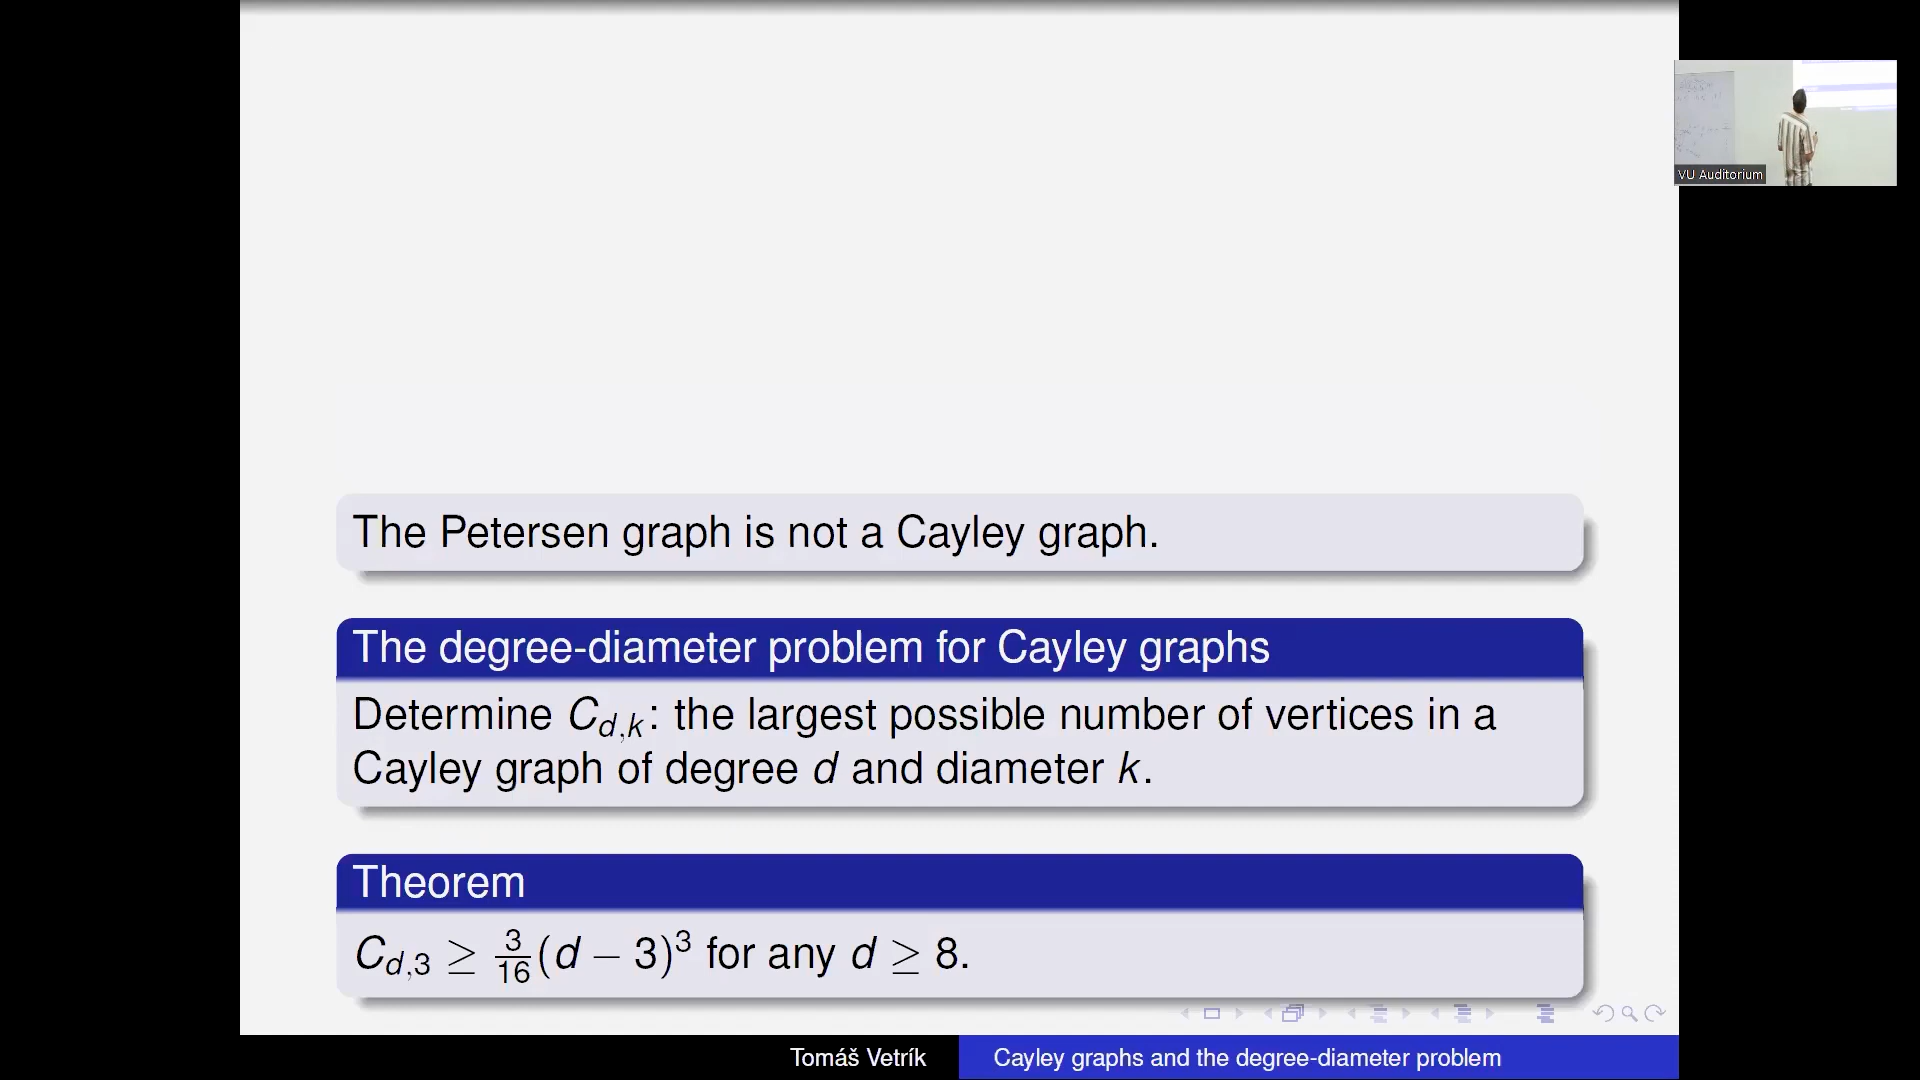 The Petersen graph is not a Cayley graph.
The degree-diameter problem for Cayley graphs
Determine C_{d,k}: the largest possible number of vertices in a
Cayley graph of degree d and diameter k.
Theorem
C_{d,3} ≥ \frac{3}{16}(d − 3)^3 for any d ≥ 8.
Tomáš Vetrík
Cayley graphs and the degree-diameter problem
VU Auditorium